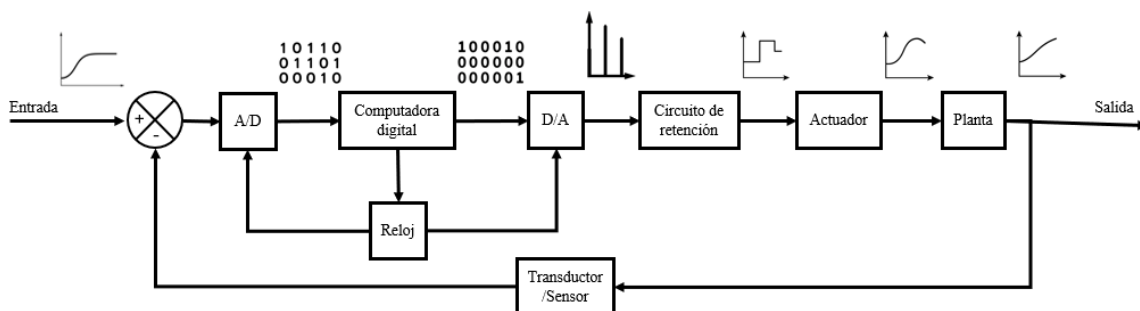 10110
01101
00010
100010
000000
000001
Entrada
+
-
A/D
Computadora
digital
D/A
Circuito de
retención
Actuador
Planta
Salida
Reloj
Transductor
/Sensor